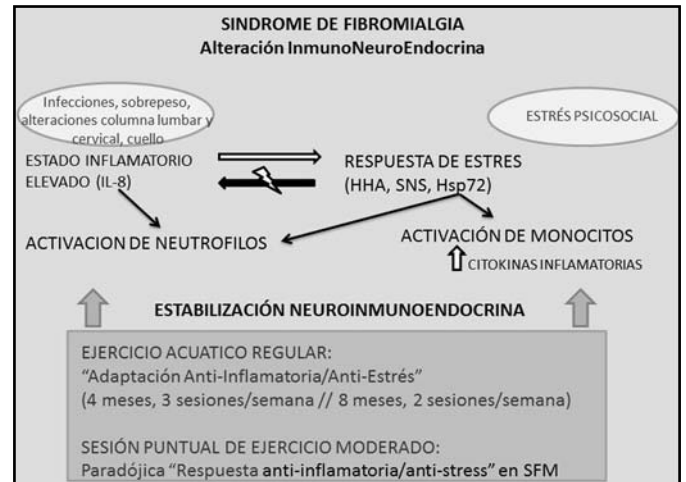 SINDROME DE FIBROMIALGIA
Alteración InmunoNeuroEndocrina
Infecciones, sobrepeso,
alteraciones columna lumbar y
cervical, cuello
ESTRÉS PSICOSOCIAL
ESTADO INFLAMATORIO
ELEVADO (IL-8)
RESPUESTA DE ESTRES
(HHA, SNS, Hsp72)
ACTIVACION DE NEUTROFILOS
ACTIVACIÓN DE MONOCITOS
CITOKINAS INFLAMATORIAS
ESTABILIZACIÓN NEUROINMUNOENDOCRINA
EJERCICIO ACUATICO REGULAR:
“Adaptación Anti-Inflamatoria/Anti-Estrés”
(4 meses, 3 sesiones/semana // 8 meses, 2 sesiones/semana)
SESIÓN PUNTUAL DE EJERCICIO MODERADO:
Paradójica “Respuesta anti-inflamatoria/anti-stress” en SFM